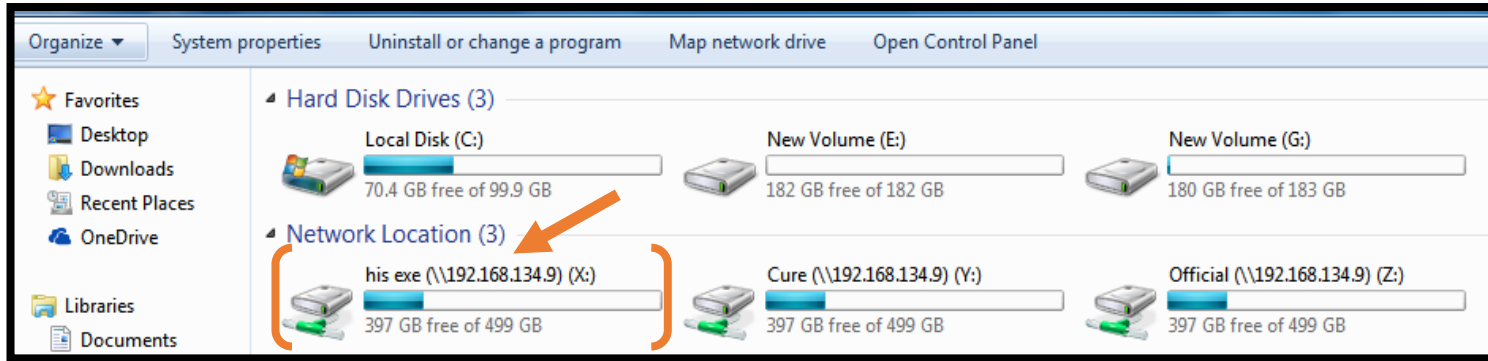 Organize System properties Uninstall or change a program Map network drive Open Control Panel
Favorites
Desktop
Downloads
Recent Places
OneDrive
Libraries
Documents
Hard Disk Drives (3)
Local Disk (C:)
70.4 GB free of 99.9 GB
New Volume (E:)
182 GB free of 182 GB
New Volume (G:)
180 GB free of 183 GB
Network Location (3)
his exe (\\192.168.134.9) (X:)
397 GB free of 499 GB
Cure (\\192.168.134.9) (Y:)
397 GB free of 499 GB
Official (\\192.168.134.9) (Z:)
397 GB free of 499 GB